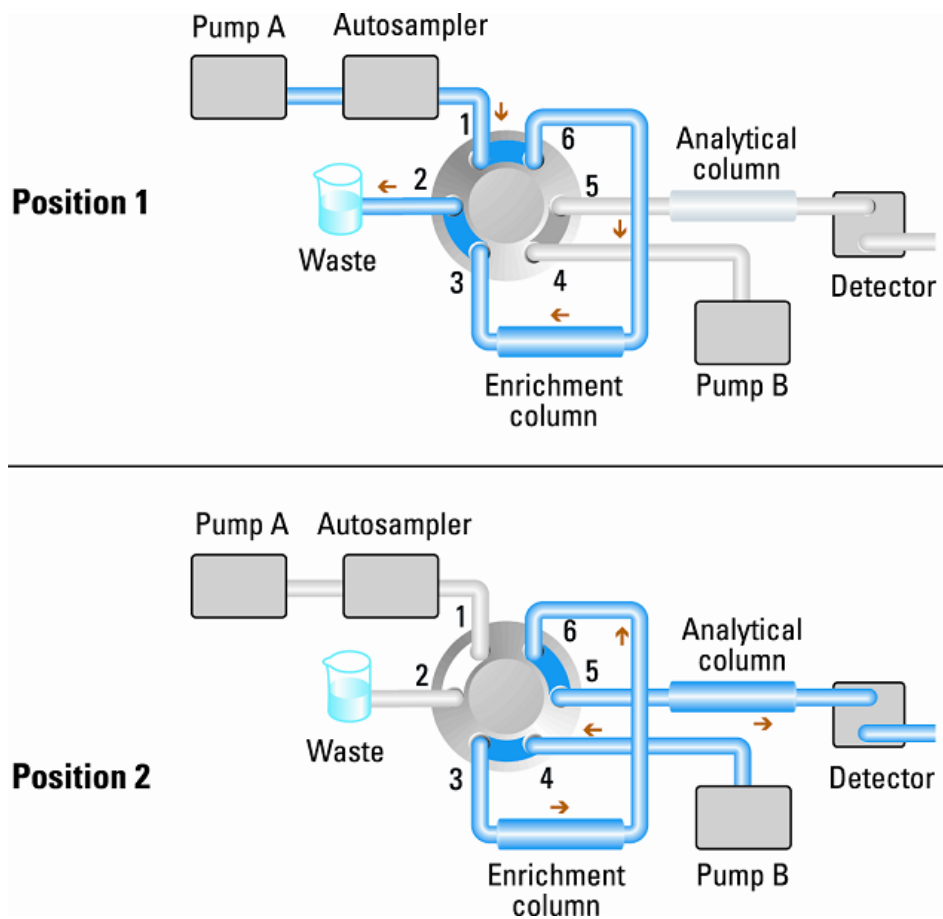 Pump A
Autosampler
1
6
Analytical
column
2
5
Position 1
Waste
3
4
Detector
Enrichment
column
Pump B
Pump A
Autosampler
1
6
Analytical
column
2
5
Waste
3
4
Position 2
Detector
Enrichment
column
Pump B